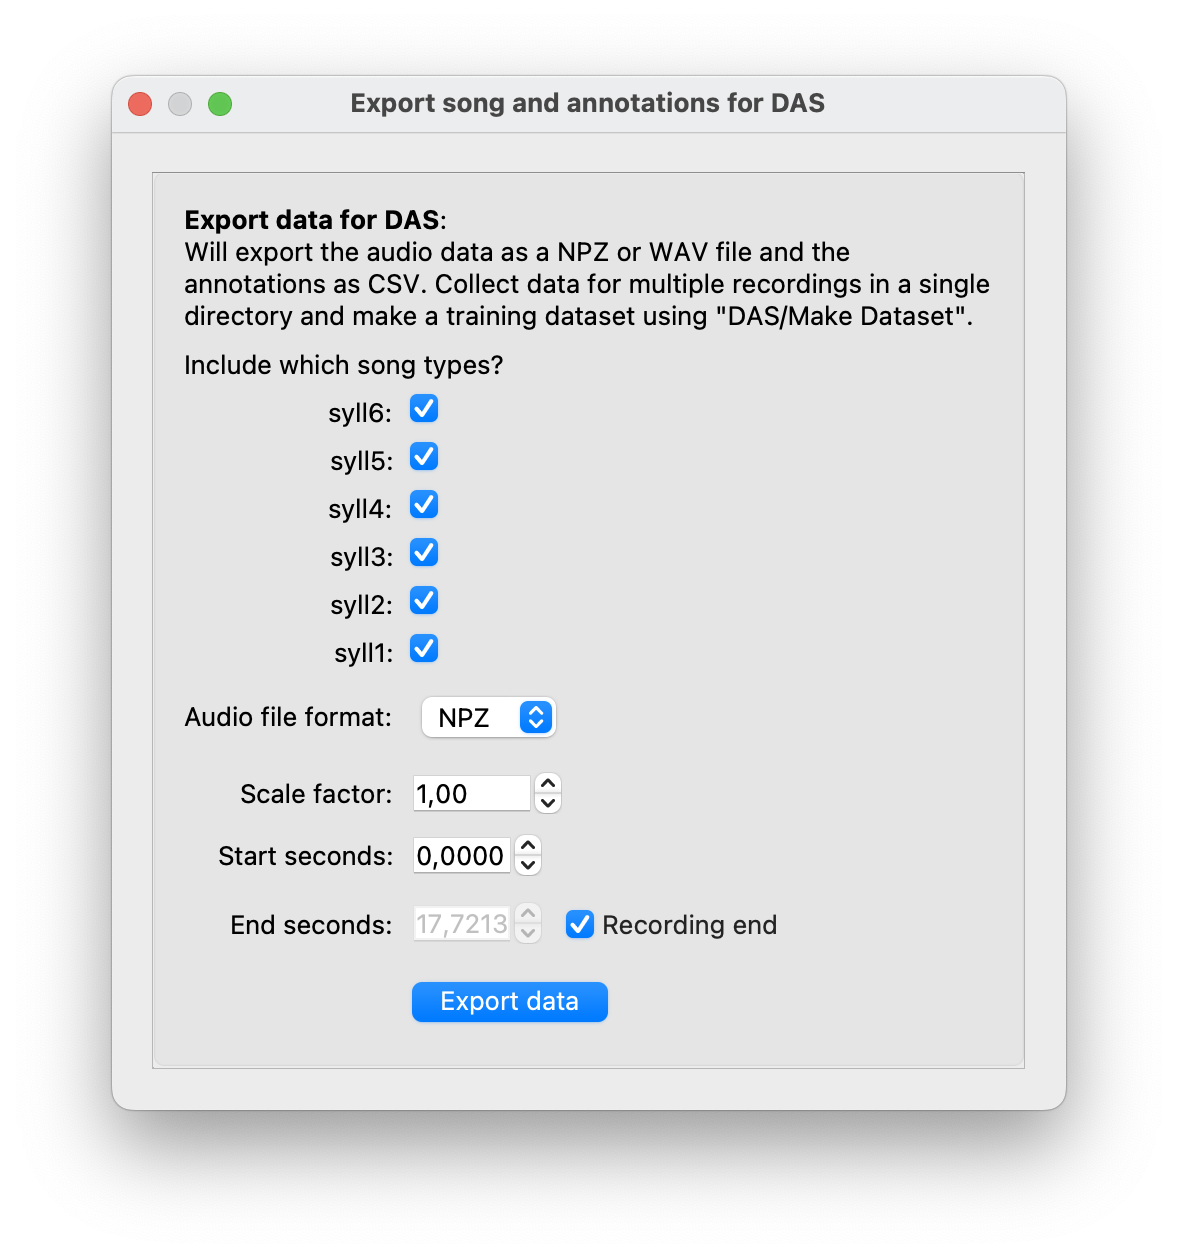 Export song and annotations for DAS
Export data for DAS:
Will export the audio data as a NPZ or WAV file and the
annotations as CSV. Collect data for multiple recordings in a single
directory and make a training dataset using "DAS/Make Dataset".
Include which song types?
syll6:
syll5:
syll4:
syll3:
syll2:
syll1:
Audio file format: NPZ
Scale factor: 1,00
Start seconds: 0,0000
End seconds: 17,7213 Recording end
Export data